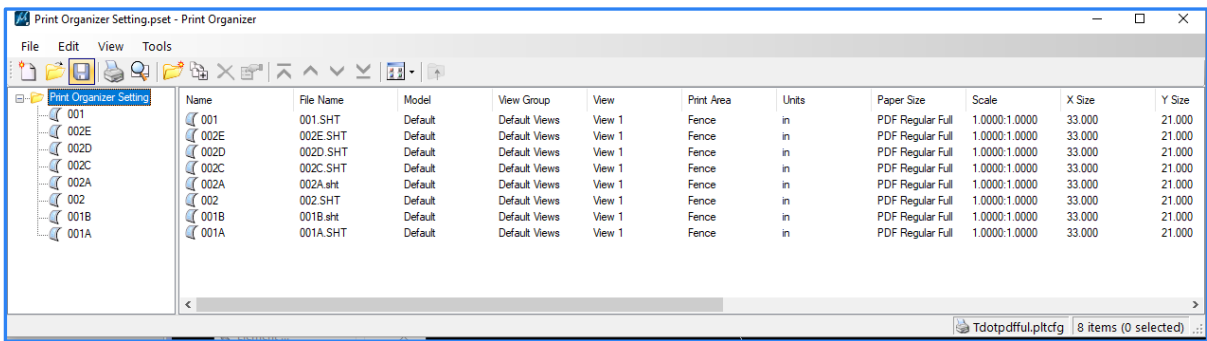 Print Organizer Setting.pset - Print Organizer
File Edit View Tools
Print Organizer Setting
001
002E
002D
002C
002A
002
001B
001A
Name File Name Model View Group View Print Area Units Paper Size Scale X Size Y Size
001 001.SHT Default Default Views View 1 Fence in PDF Regular Full 1.0000:1.0000 33.000 21.000
002E 002E.SHT Default Default Views View 1 Fence in PDF Regular Full 1.0000:1.0000 33.000 21.000
002D 002D.SHT Default Default Views View 1 Fence in PDF Regular Full 1.0000:1.0000 33.000 21.000
002C 002C.SHT Default Default Views View 1 Fence in PDF Regular Full 1.0000:1.0000 33.000 21.000
002A 002A.sht Default Default Views View 1 Fence in PDF Regular Full 1.0000:1.0000 33.000 21.000
002 002.SHT Default Default Views View 1 Fence in PDF Regular Full 1.0000:1.0000 33.000 21.000
001B 001B.sht Default Default Views View 1 Fence in PDF Regular Full 1.0000:1.0000 33.000 21.000
001A 001A.SHT Default Default Views View 1 Fence in PDF Regular Full 1.0000:1.0000 33.000 21.000
Tdotpdfful.pltcfg 8 items (0 selected)